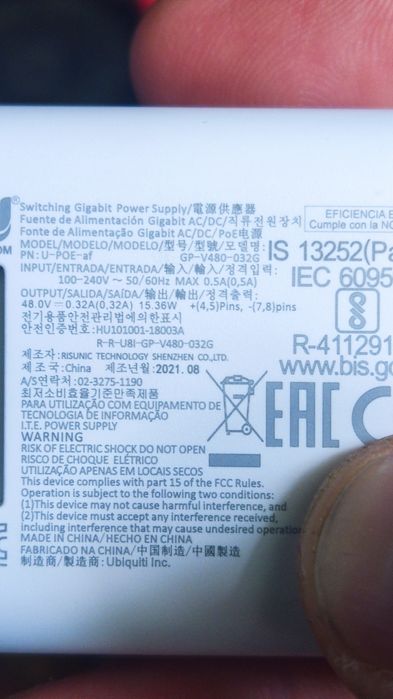 Switching Gigabit Power Supply/電源供應器
Fuente de Alimentación Gigabit AC/DC/직류전원장치
Fonte de Alimentação Gigabit AC/DC/PoE电源
MODEL/MODELO/MODELO/型号/型號/모델명:
PN: U-POE-af GP-V480-032G
INPUT/ENTRADA/ENTRADA/输入/輸入/정격입력:
100-240V ~ 50/60Hz MAX 0.5A(0,5A)
OUTPUT/SALIDA/SAíDA/输出/輸出/정격출력:
48.0V ⎓ 0.32A(0,32A) 15.36W +(4,5)Pins, -(7,8)pins
전기용품안전관리법에의한표시
안전인증번호:HU101001-18003A
R-R-U8I-GP-V480-032G
제조자:RISUNIC TECHNOLOGY SHENZHEN CO.,LTD.
제조국:China 제조년월:2021.08
A/S연락처:02-3275-1190
최저소비효율기준만족제품
PARA UTILIZAÇÃO COM EQUIPAMENTO DE
TECNOLOGIA DE INFORMAÇÃO
I.T.E. POWER SUPPLY
WARNING
RISK OF ELECTRIC SHOCK DO NOT OPEN
RISCO DE CHOQUE ELÉTRICO
UTILIZAÇÃO APENAS EM LOCAIS SECOS
This device complies with part 15 of the FCC Rules.
Operation is subject to the following two conditions:
(1)This device may not cause harmful interference, and
(2)This device must accept any interference received,
including interference that may cause undesired operation
MADE IN CHINA/HECHO EN CHINA
FABRICADO NA CHINA/中国制造/中國製造
制造商/製造商:Ubiquiti Inc.
EFICIENCIA E
Cumple con la NO
IS 13252(Pa
IEC 6095
R-411291
www.bis.go
EAC